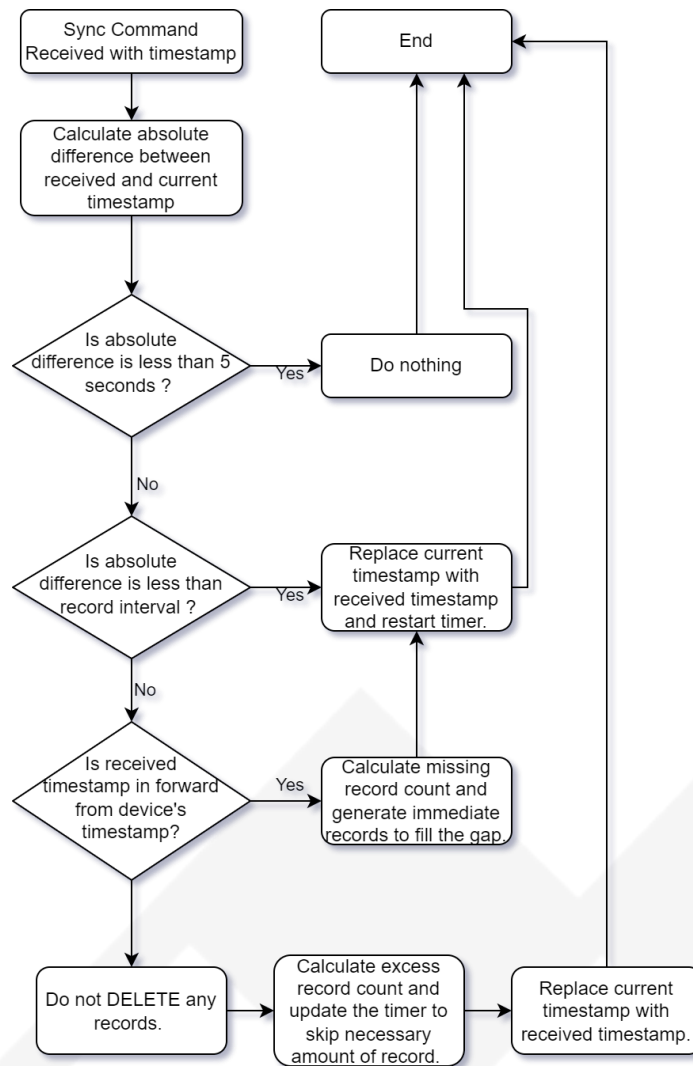 Sync Command
Received with timestamp
End
Calculate absolute
difference between
received and current
timestamp
Is absolute
difference is less than 5
seconds ?
Yes
Do nothing
No
Is absolute
difference is less than
record interval ?
Yes
Replace current
timestamp with
received timestamp
and restart timer.
No
Is received
timestamp in forward
from device's
timestamp?
Yes
Calculate missing
record count and
generate immediate
records to fill the gap.
Do not DELETE any
records.
Calculate excess
record count and
update the timer to
skip necessary
amount of record.
Replace current
timestamp with
received timestamp.